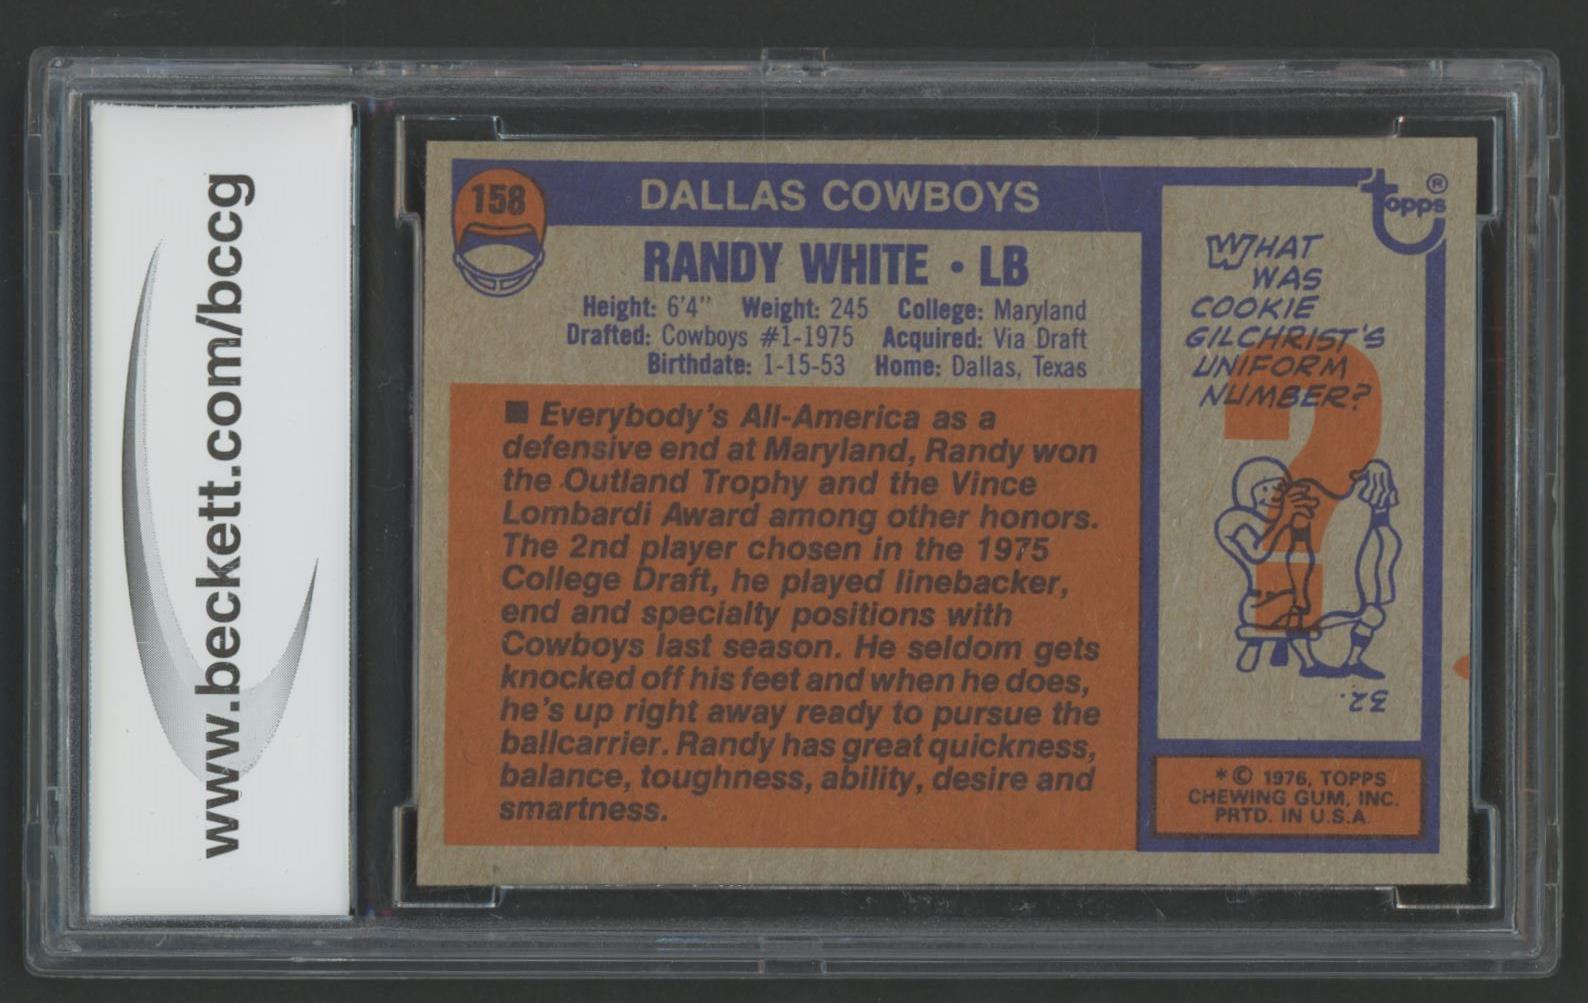 www.beckett.com/bccg
158
DALLAS COWBOYS
RANDY WHITE • LB
Height: 6'4" Weight: 245 College: Maryland
Drafted: Cowboys #1-1975 Acquired: Via Draft
Birthdate: 1-15-53 Home: Dallas, Texas
■ Everybody's All-America as a
defensive end at Maryland, Randy won
the Outland Trophy and the Vince
Lombardi Award among other honors.
The 2nd player chosen in the 1975
College Draft, he played linebacker,
end and specialty positions with
Cowboys last season. He seldom gets
knocked off his feet and when he does,
he's up right away ready to pursue the
ballcarrier. Randy has great quickness,
balance, toughness, ability, desire and
smartness.
topps ®
WHAT
WAS
COOKIE
GILCHRIST'S
UNIFORM
NUMBER?
?
32.
*© 1976, TOPPS
CHEWING GUM, INC.
PRTD. IN U.S.A.